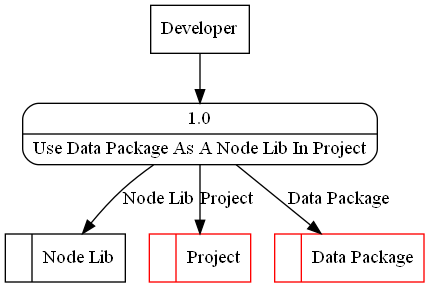 Developer
1.0
Use Data Package As A Node Lib In Project
Node Lib
Project
Data Package
Node Lib
Project
Data Package